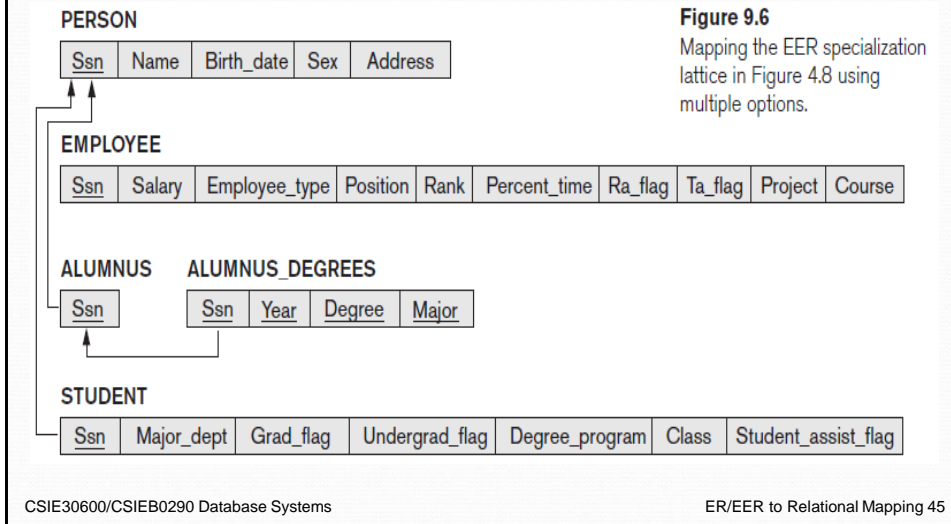 PERSON
Ssn Name Birth_date Sex Address
Figure 9.6
Mapping the EER specialization
lattice in Figure 4.8 using
multiple options.
EMPLOYEE
Ssn Salary Employee_type Position Rank Percent_time Ra_flag Ta_flag Project Course
ALUMNUS ALUMNUS_DEGREES
Ssn Ssn Year Degree Major
STUDENT
Ssn Major_dept Grad_flag Undergrad_flag Degree_program Class Student_assist_flag
CSIE30600/CSIEB0290 Database Systems ER/EER to Relational Mapping 45